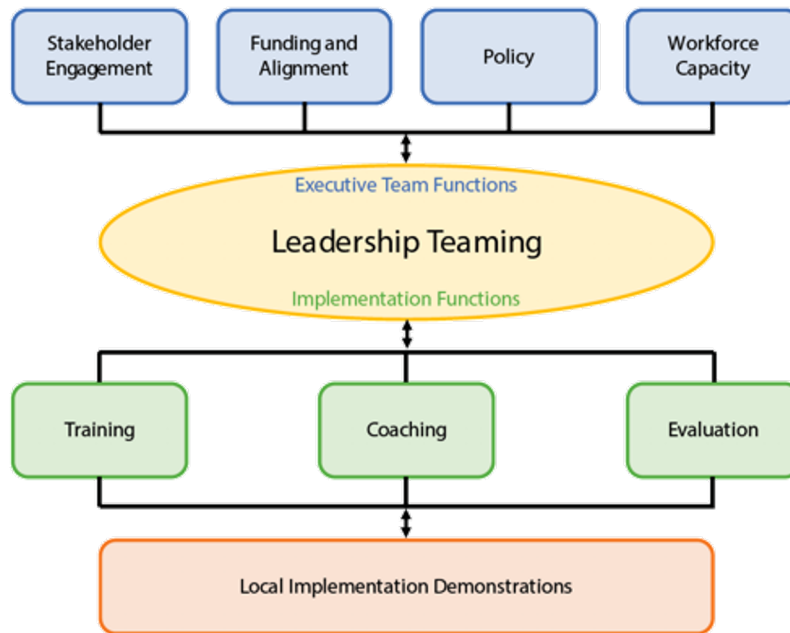 Stakeholder
Engagement
Funding and
Alignment
Policy
Workforce
Capacity
Executive Team Functions
Leadership Teaming
Implementation Functions
Training
Coaching
Evaluation
Local Implementation Demonstrations